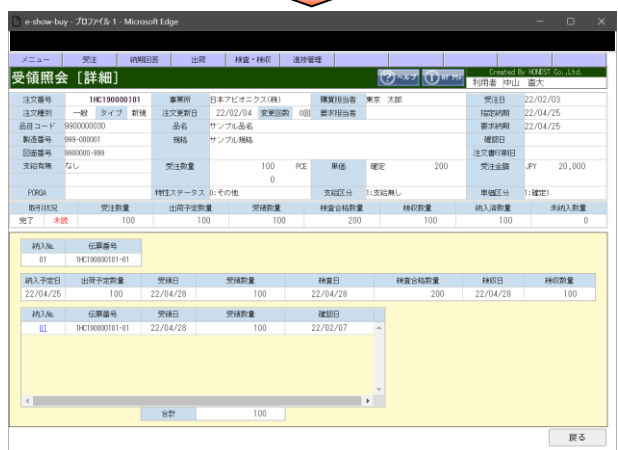 e-show-buy - プロファイル 1 - Microsoft Edge
メニュー 受注 納期回答 出荷 検査・検収 進捗管理
受領照会 [詳細] ヘルプ ログアウト Created By HONEST Co.,Ltd.
利用者 中山 直大
注文番号 1HC190000101 事業所 日本アビオニクス(株) 購買担当者 東京 太郎 受注日 22/02/03
注文種別 一般 タイプ 新規 注文更新日 22/02/04 変更回数 0回 要求担当者 指定納期 22/04/25
品目コード 9900000030 品名 サンプル品名 要求納期 22/04/25
製造番号 999-000001 規格 サンプル規格 確認日
図面番号 9900000-999 注文書印刷日
支給有無 なし 受注数量 100 PCE 単価 確定 200 受注金額 JPY 20,000
0
PORQA 特性ステータス 0:その他 支給区分 1:支給無し 単価区分 1:確定1
取引状況 受注数量 出荷予定数量 受領数量 検査合格数量 検収数量 納入済数量 未納入数量
完了 未読 100 100 100 200 100 100 0
納入No. 伝票番号
01 1HC190000101-01
納入予定日 出荷予定数量 受領日 受領数量 検査日 検査合格数量 検収日 検収数量
22/04/25 100 22/04/28 100 22/04/28 200 22/04/28 100
納入No. 伝票番号 受領日 受領数量 確認日
01 1HC190000101-01 22/04/28 100 22/02/07
合計 100
戻る